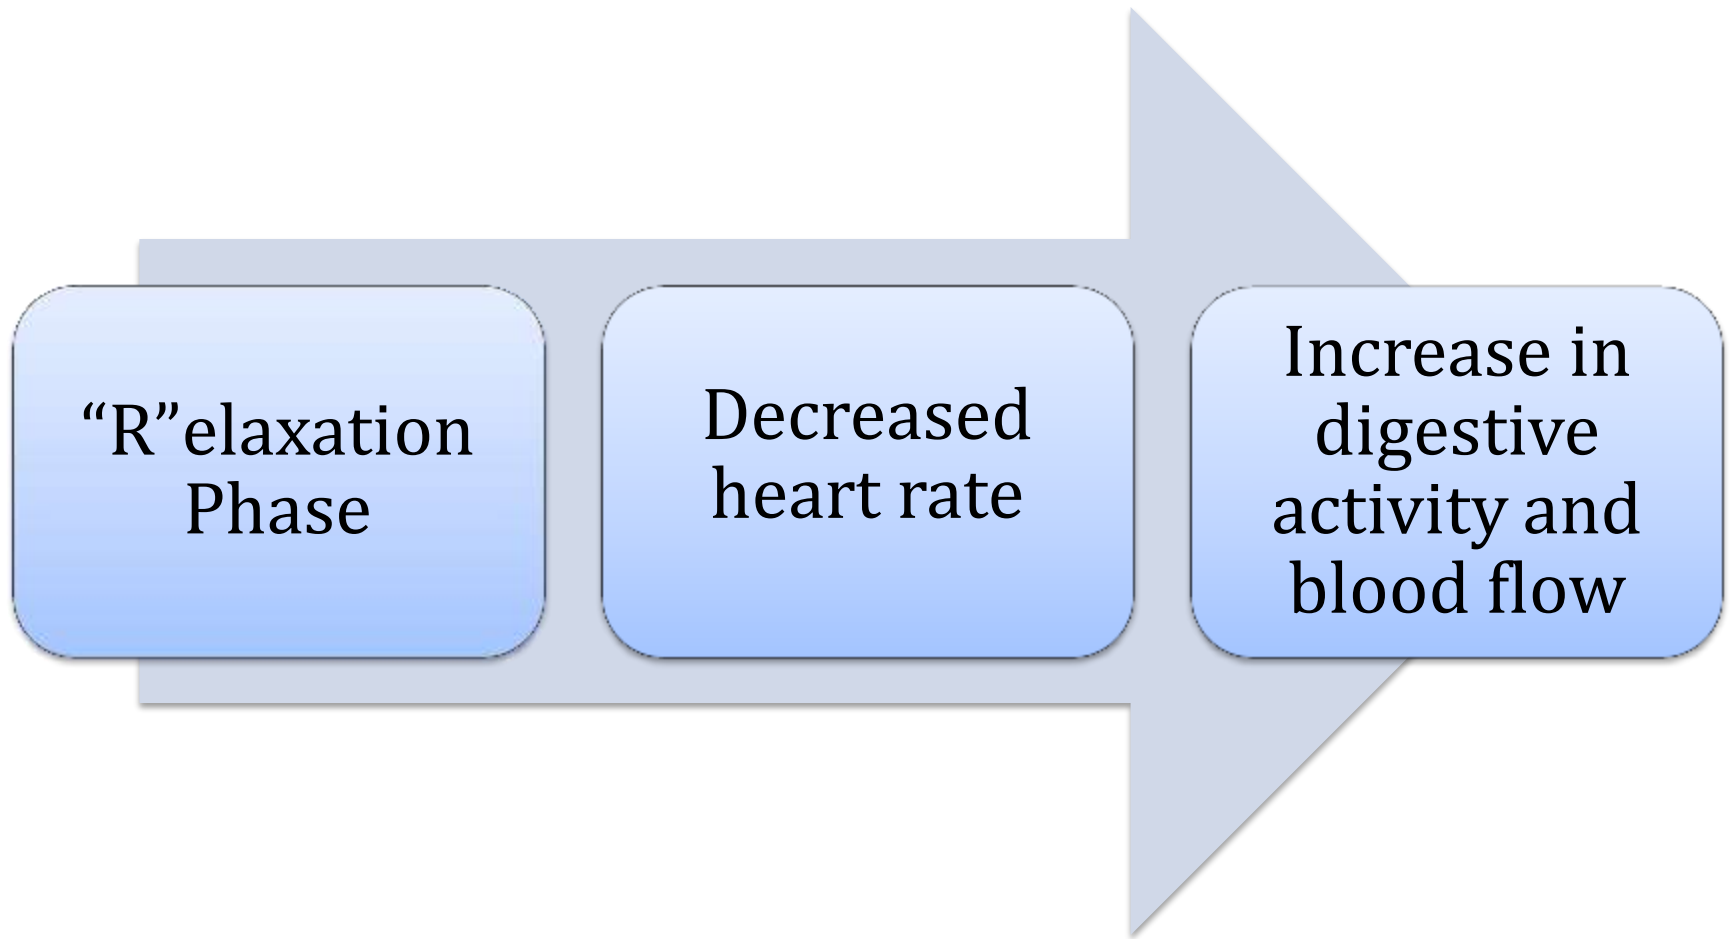 “R”elaxation
Phase
Decreased
heart rate
Increase in
digestive
activity and
blood flow